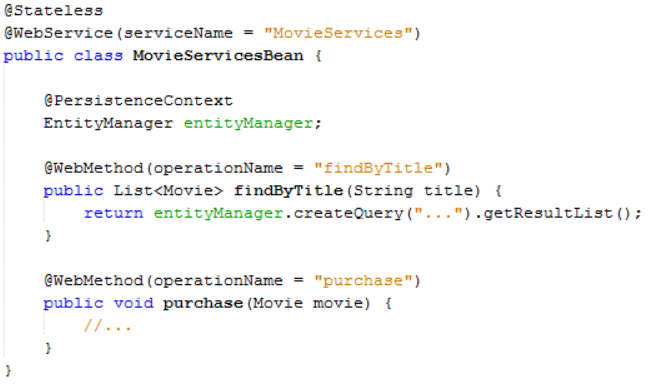 @Stateless
@WebService(serviceName = "MovieServices")
public class MovieServicesBean {
@PersistenceContext
EntityManager entityManager;
@WebMethod(operationName = "findByTitle")
public List<Movie> findByTitle(String title) {
return entityManager.createQuery("...").getResultList();
}
@WebMethod(operationName = "purchase")
public void purchase(Movie movie) {
//...
}
}